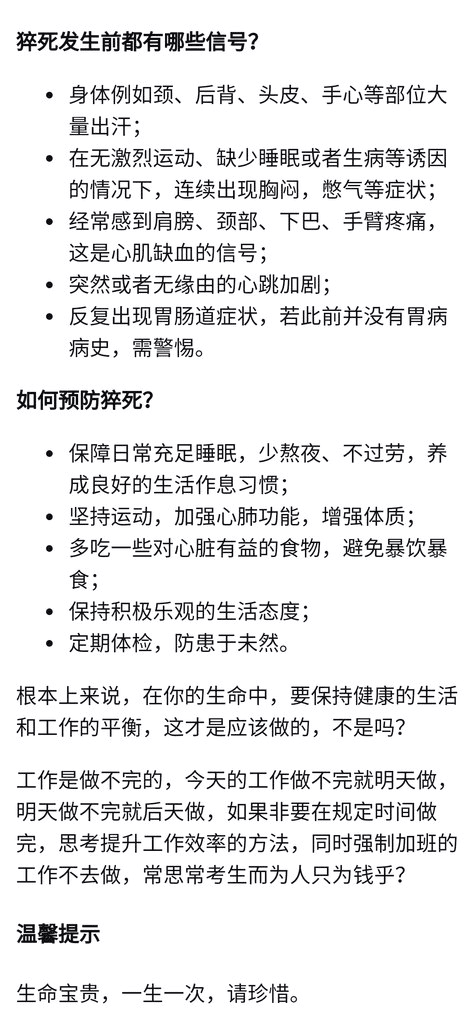 猝死发生前都有哪些信号？
• 身体例如颈、后背、头皮、手心等部位大
量出汗；
• 在无激烈运动、缺少睡眠或者生病等诱因
的情况下，连续出现胸闷，憋气等症状；
• 经常感到肩膀、颈部、下巴、手臂疼痛，
这是心肌缺血的信号；
• 突然或者无缘由的心跳加剧；
• 反复出现胃肠道症状，若此前并没有胃病
病史，需警惕。
如何预防猝死？
• 保障日常充足睡眠，少熬夜、不过劳，养
成良好的生活作息习惯；
• 坚持运动，加强心肺功能，增强体质；
• 多吃一些对心脏有益的食物，避免暴饮暴
食；
• 保持积极乐观的生活态度；
• 定期体检，防患于未然。
根本上来说，在你的生命中，要保持健康的生活
和工作的平衡，这才是应该做的，不是吗？
工作是做不完的，今天的工作做不完就明天做，
明天做不完就后天做，如果非要在规定时间做
完，思考提升工作效率的方法，同时强制加班的
工作不去做，常思常考生而为人只为钱乎？
温馨提示
生命宝贵，一生一次，请珍惜。